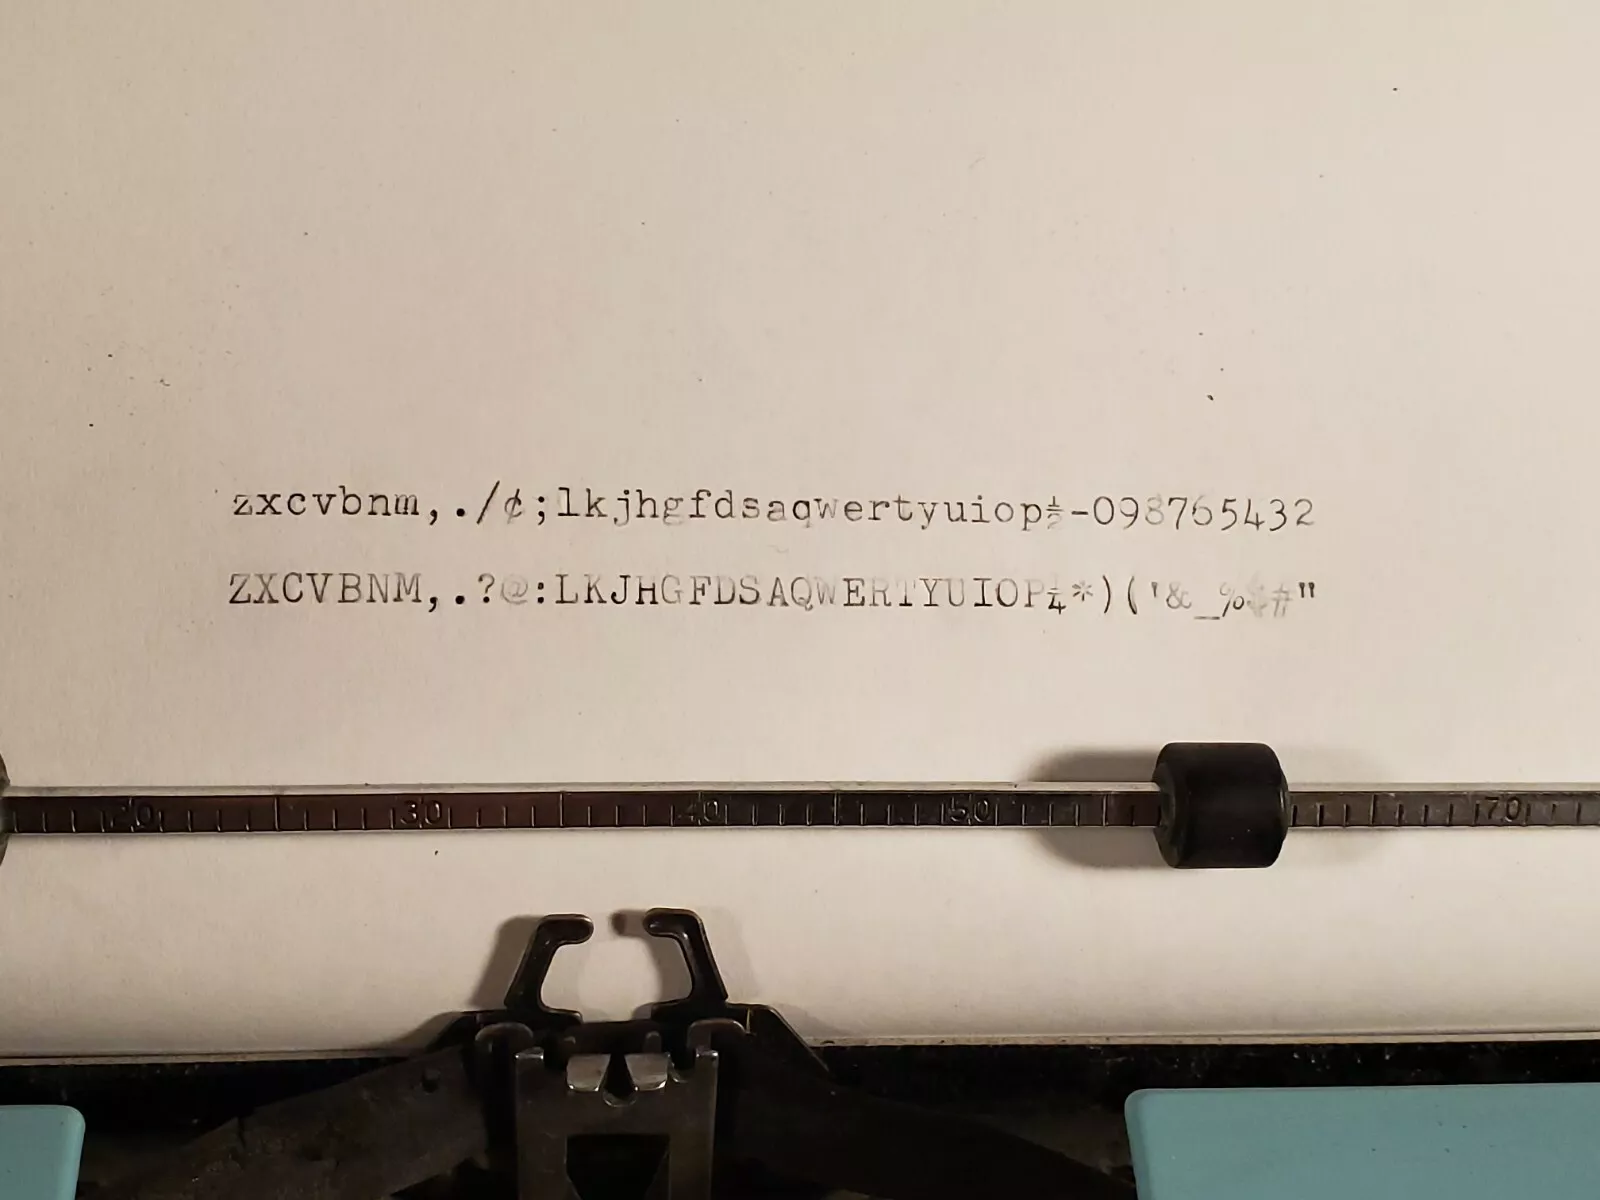 zxcvbnm,./¢;lkjhgfdsaqwertyuiop½-098765432
ZXCVBNM,.?@:LKJHGFDSAQWERTYUIOP¼*)('&_%$#"
20 30 40 50 70